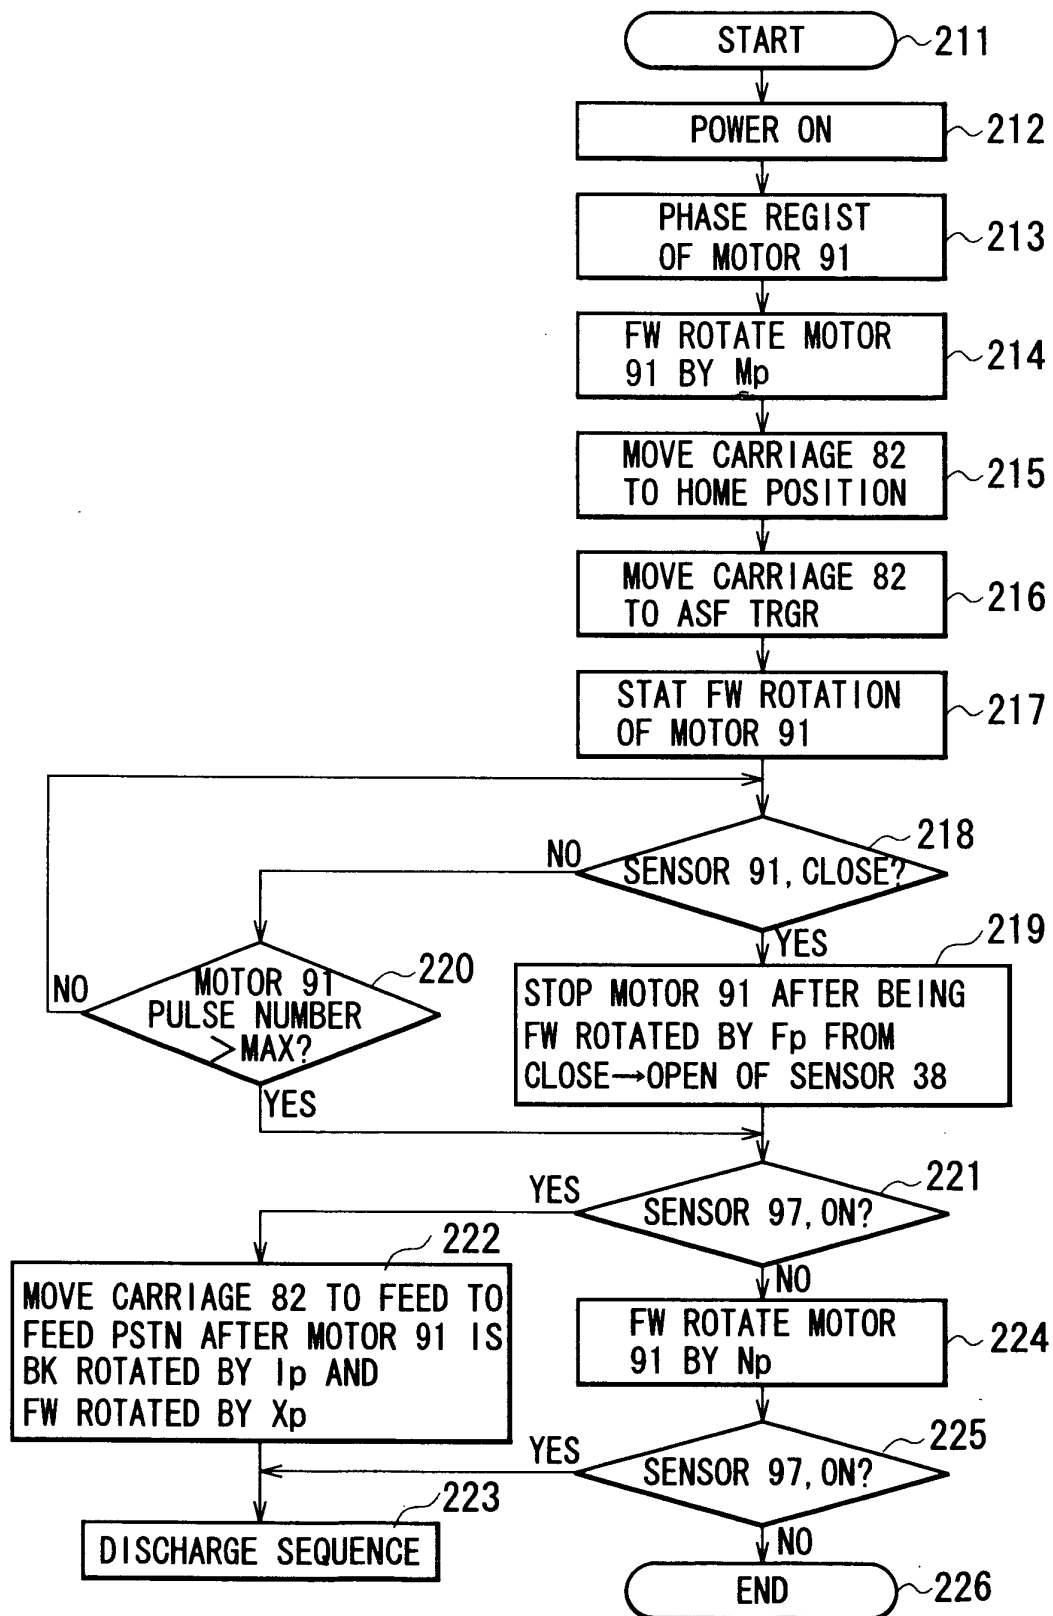 START
211
POWER ON
212
PHASE REGIST
OF MOTOR 91
213
FW ROTATE MOTOR
91 BY Mp
214
MOVE CARRIAGE 82
TO HOME POSITION
215
MOVE CARRIAGE 82
TO ASF TRGR
216
STAT FW ROTATION
OF MOTOR 91
217
218
NO
SENSOR 91, CLOSE?
YES
219
220
NO
MOTOR 91
PULSE NUMBER
>MAX?
YES
STOP MOTOR 91 AFTER BEING
FW ROTATED BY Fp FROM
CLOSE→OPEN OF SENSOR 38
221
YES
SENSOR 97, ON?
NO
222
MOVE CARRIAGE 82 TO FEED TO
FEED PSTN AFTER MOTOR 91 IS
BK ROTATED BY Ip AND
FW ROTATED BY Xp
FW ROTATE MOTOR
91 BY Np
224
225
YES
SENSOR 97, ON?
NO
223
DISCHARGE SEQUENCE
END
226